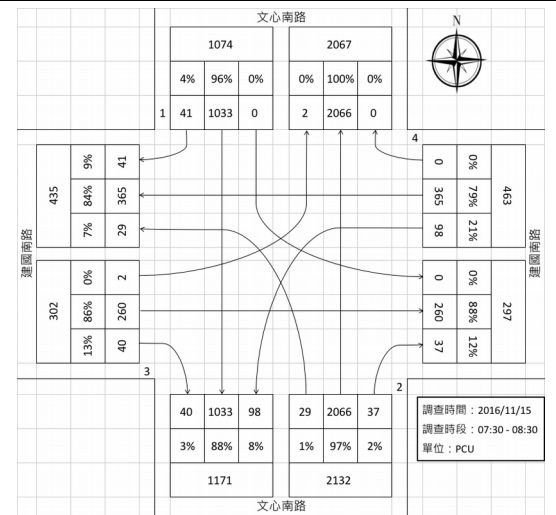 文心南路
N
1074 2067
4% 96% 0% 0% 100% 0%
1 41 1033 0 2 2066 0
4
435 9% 41 0 0% 463
84% 365 365 79%
7% 29 98 21%
建國南路 建國南路
302 0% 2 0 0% 297
86% 260 260 88%
13% 40 37 12%
3 2
40 1033 98 29 2066 37
3% 88% 8% 1% 97% 2%
1171 2132
文心南路
調查時間：2016/11/15
調查時段：07:30 - 08:30
單位：PCU